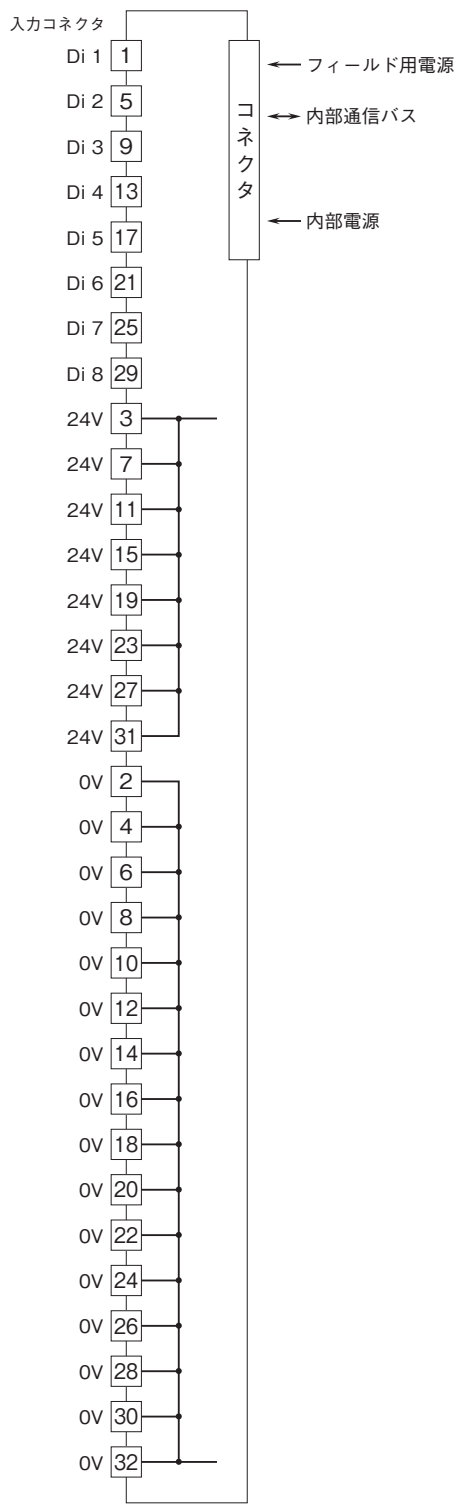 入力コネクタ
Di 1 1
Di 2 5
Di 3 9
Di 4 13
Di 5 17
Di 6 21
Di 7 25
Di 8 29
24V 3
24V 7
24V 11
24V 15
24V 19
24V 23
24V 27
24V 31
0V 2
0V 4
0V 6
0V 8
0V 10
0V 12
0V 14
0V 16
0V 18
0V 20
0V 22
0V 24
0V 26
0V 28
0V 30
0V 32
コネクタ
フィールド用電源
内部通信バス
内部電源